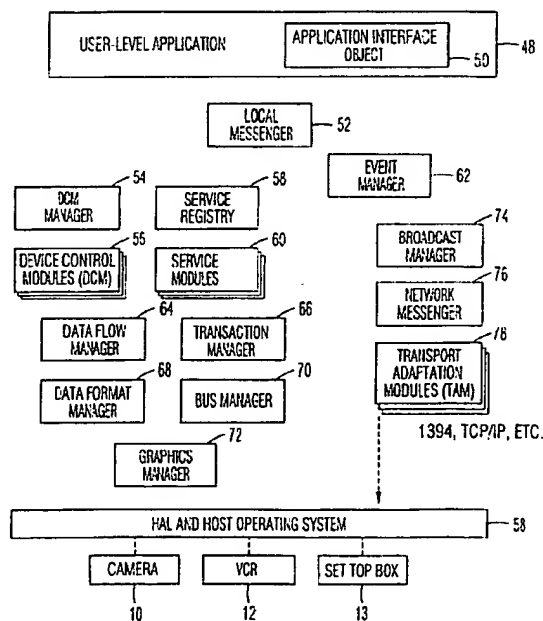 USER-LEVEL APPLICATION
APPLICATION INTERFACE
OBJECT
50
48
LOCAL
MESSENGER
52
EVENT
MANAGER
62
54
DCM
MANAGER
58
SERVICE
REGISTRY
74
BROADCAST
MANAGER
56
DEVICE CONTROL
MODULES (DCM)
60
SERVICE
MODULES
76
NETWORK
MESSENGER
64
DATA FLOW
MANAGER
66
TRANSACTION
MANAGER
78
TRANSPORT
ADAPTATION
MODULES (TAM)
68
DATA FORMAT
MANAGER
70
BUS MANAGER
1394, TCP/IP, ETC.
72
GRAPHICS
MANAGER
HAL AND HOST OPERATING SYSTEM
58
CAMERA
VCR
SET TOP BOX
10
12
13